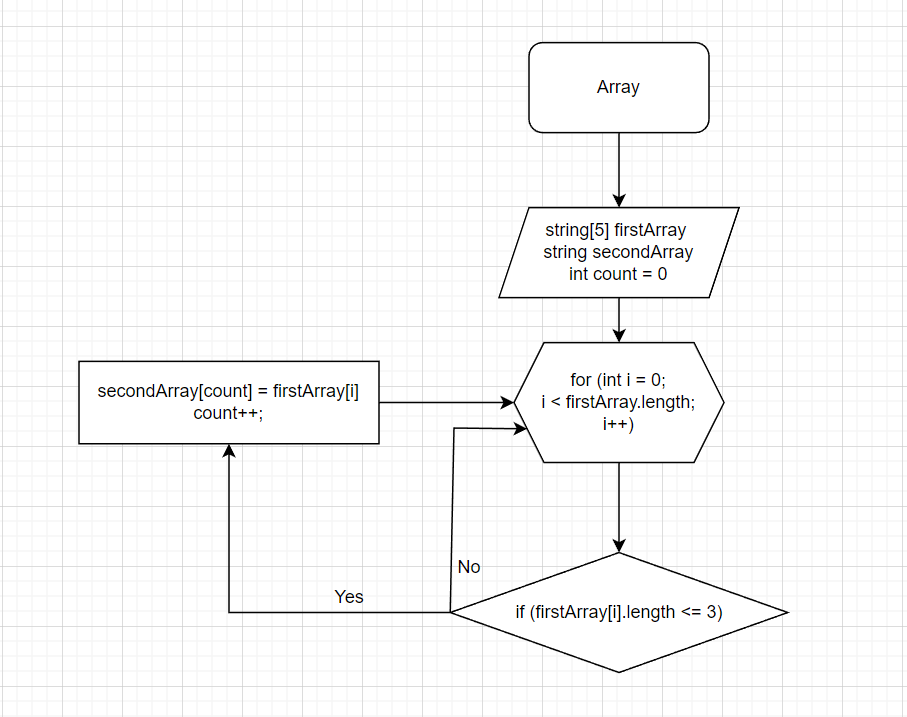 Array
string[5] firstArray
string secondArray
int count = 0
for (int i = 0;
i < firstArray.length;
i++)
secondArray[count] = firstArray[i]
count++;
No
Yes
if (firstArray[i].length <= 3)